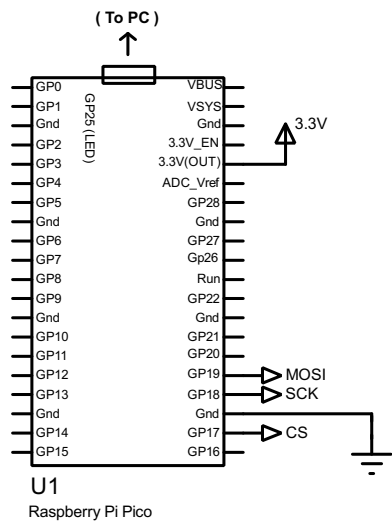 ( To PC )
GP0
GP1
Gnd
GP2
GP3
GP4
GP5
Gnd
GP6
GP7
GP8
GP9
Gnd
GP10
GP11
GP12
GP13
Gnd
GP14
GP15
GP25 (LED)
VBUS
VSYS
Gnd
3.3V_EN
3.3V(OUT)
ADC_Vref
GP28
Gnd
GP27
Gp26
Run
GP22
Gnd
GP21
GP20
GP19
GP18
Gnd
GP17
GP16
3.3V
MOSI
SCK
CS
U1
Raspberry Pi Pico